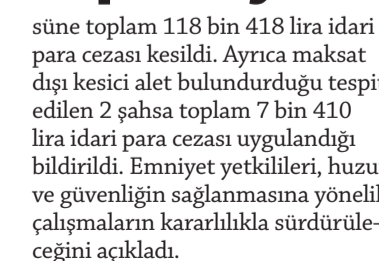 süne toplam 118 bin 418 lira idari
para cezası kesildi. Ayrıca maksat
dışı kesici alet bulundurduğu tespit
edilen 2 şahsa toplam 7 bin 410
lira idari para cezası uygulandığı
bildirildi. Emniyet yetkilileri, huzu
ve güvenliğin sağlanmasına yönelik
çalışmaların kararlılıkla sürdürüle-
ceğini açıkladı.